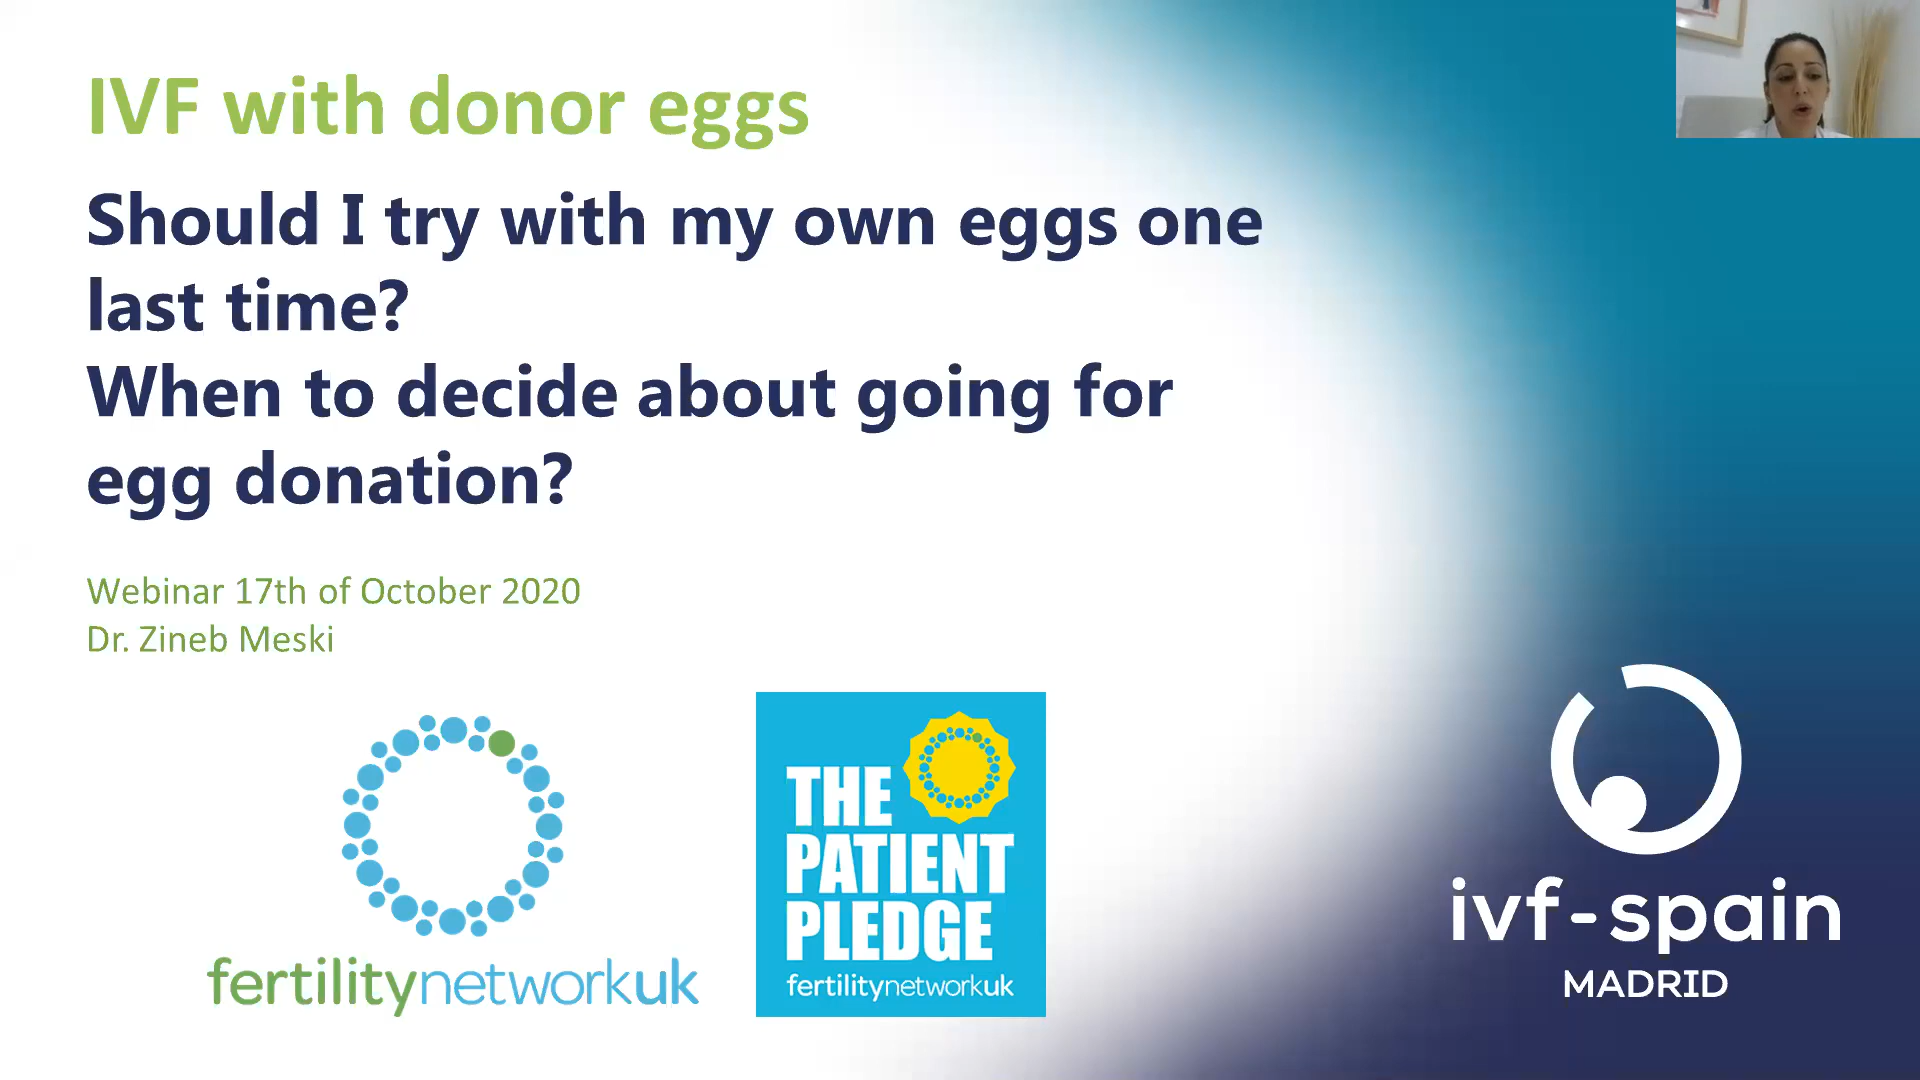 IVF with donor eggs
Should I try with my own eggs one
last time?
When to decide about going for
egg donation?
Webinar 17th of October 2020
Dr. Zineb Meski
fertilitynetworkuk
THE
PATIENT
PLEDGE
fertilitynetworkuk
ivf-spain
MADRID